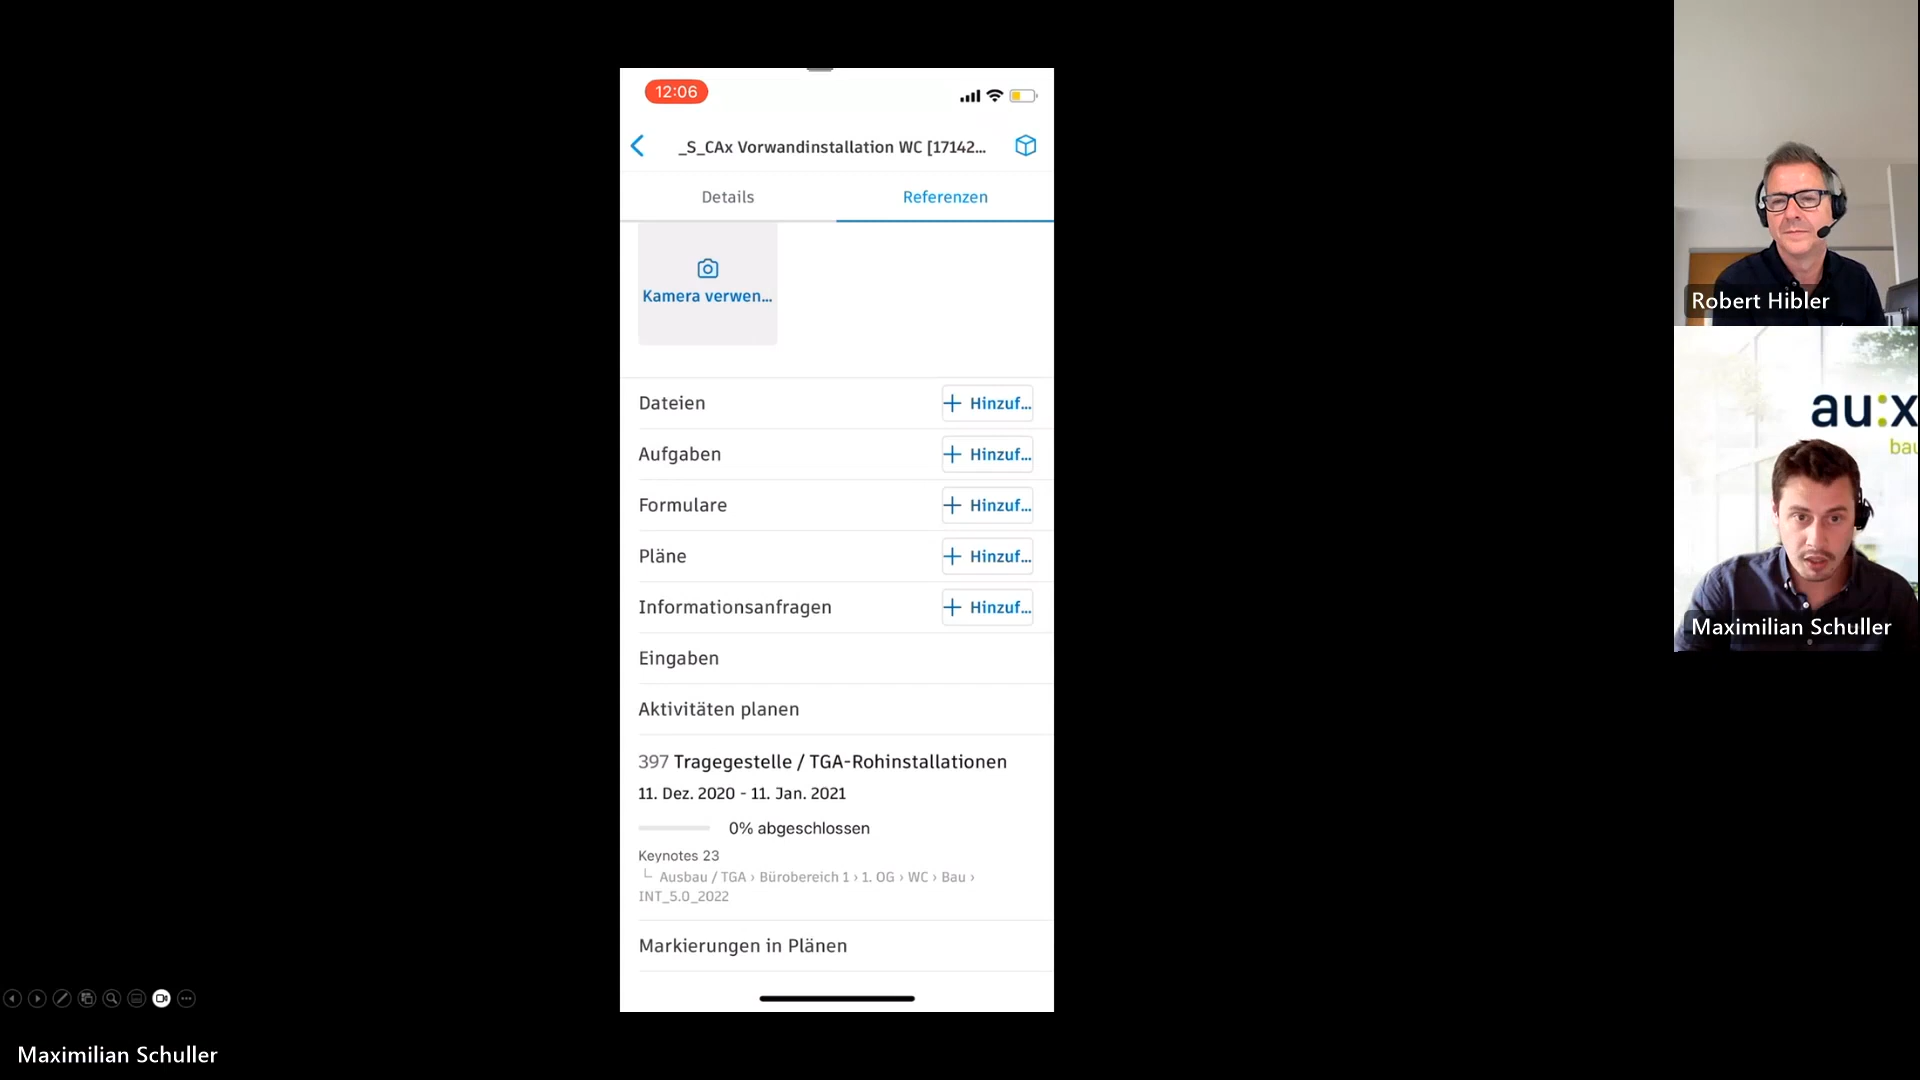 12:06
_S_CAx Vorwandinstallation WC [17142...
Details
Referenzen
Kamera verwen...
Dateien
Hinzuf...
Aufgaben
Hinzuf...
Formulare
Hinzuf...
Pläne
Hinzuf...
Informationsanfragen
Hinzuf...
Eingaben
Aktivitäten planen
397 Tragegestelle / TGA-Rohinstallationen
11. Dez. 2020 - 11. Jan. 2021
0% abgeschlossen
Keynotes 23
Ausbau / TGA › Bürobereich 1 › 1. OG › WC › Bau ›
INT_5.0_2022
Markierungen in Plänen
Robert Hibler
au:x
bau
Maximilian Schuller
Maximilian Schuller